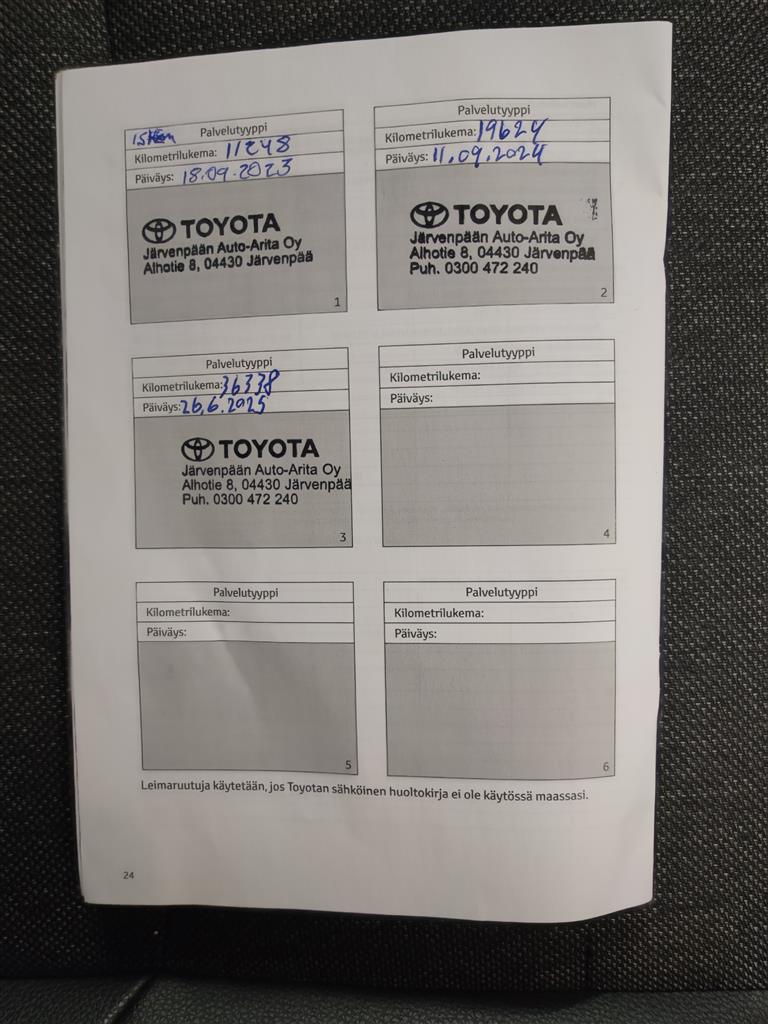 15tkm Palvelutyyppi
Kilometrilukema: 11248
Päiväys: 18.09.2023
TOYOTA
Järvenpään Auto-Arita Oy
Alhotie 8, 04430 Järvenpää
1
Palvelutyyppi
Kilometrilukema: 19624
Päiväys: 11.09.2024
TOYOTA
Järvenpään Auto-Arita Oy
Alhotie 8, 04430 Järvenpää
Puh. 0300 472 240
2
Palvelutyyppi
Kilometrilukema: 36338
Päiväys: 26.6.2025
TOYOTA
Järvenpään Auto-Arita Oy
Alhotie 8, 04430 Järvenpää
Puh. 0300 472 240
3
Palvelutyyppi
Kilometrilukema:
Päiväys:
4
Palvelutyyppi
Kilometrilukema:
Päiväys:
5
Palvelutyyppi
Kilometrilukema:
Päiväys:
6
Leimaruutuja käytetään, jos Toyotan sähköinen huoltokirja ei ole käytössä maassasi.
24